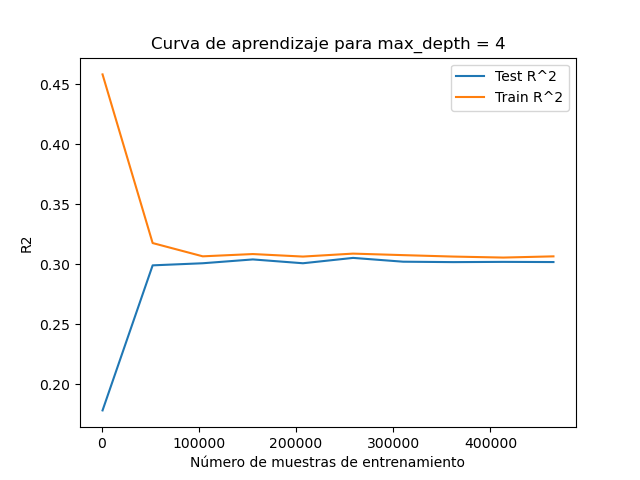 Curva de aprendizaje para max_depth = 4
Test R^2
Train R^2
0.45
0.40
0.35
0.30
0.25
0.20
R2
0
100000
200000
300000
400000
Número de muestras de entrenamiento